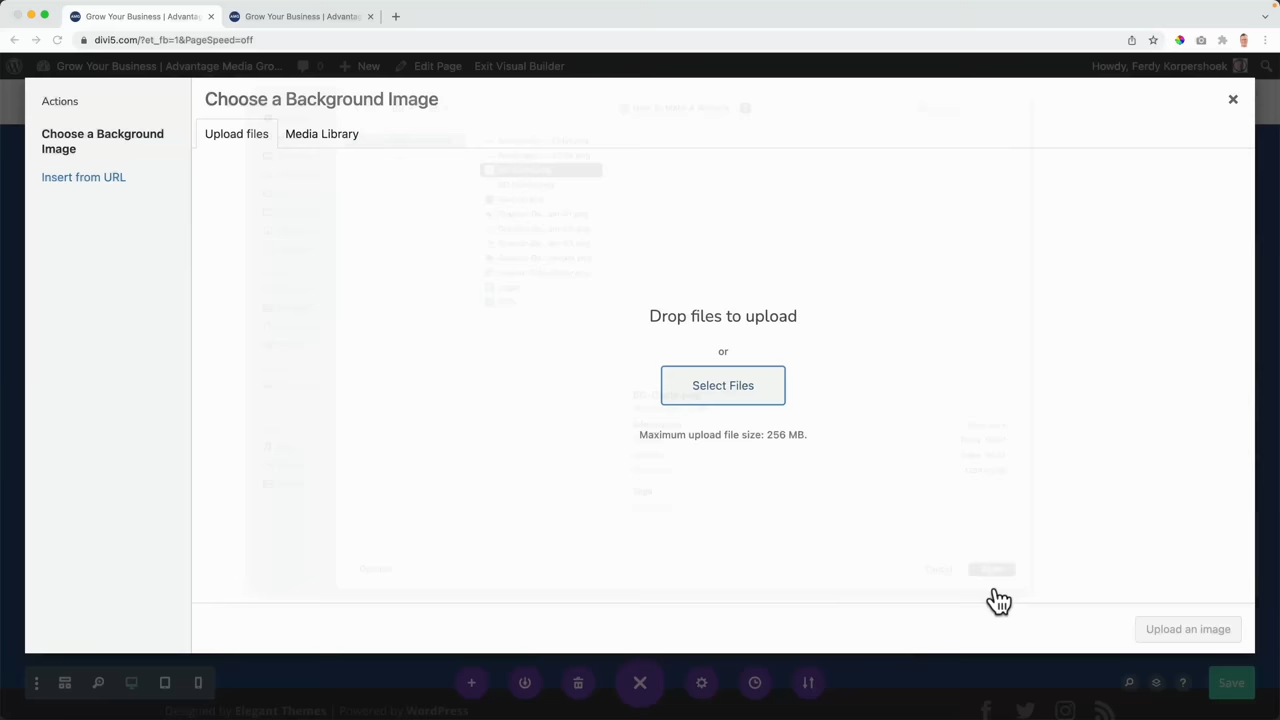 Grow Your Business | Advantag
Grow Your Business | Advanta
divi5.com/?et_fb=1&PageSpeed=off
Grow Your Business | Advantage Media Gro...
0
New
Edit Page
Exit Visual Builder
Howdy, Ferdy Korpershoek
Actions
Choose a Background
Image
Insert from URL
Choose a Background Image
Upload files
Media Library
Drop files to upload
or
Select Files
Maximum upload file size: 256 MB.
Upload an image
Save
Designed by Elegant Themes | Powered by WordPress